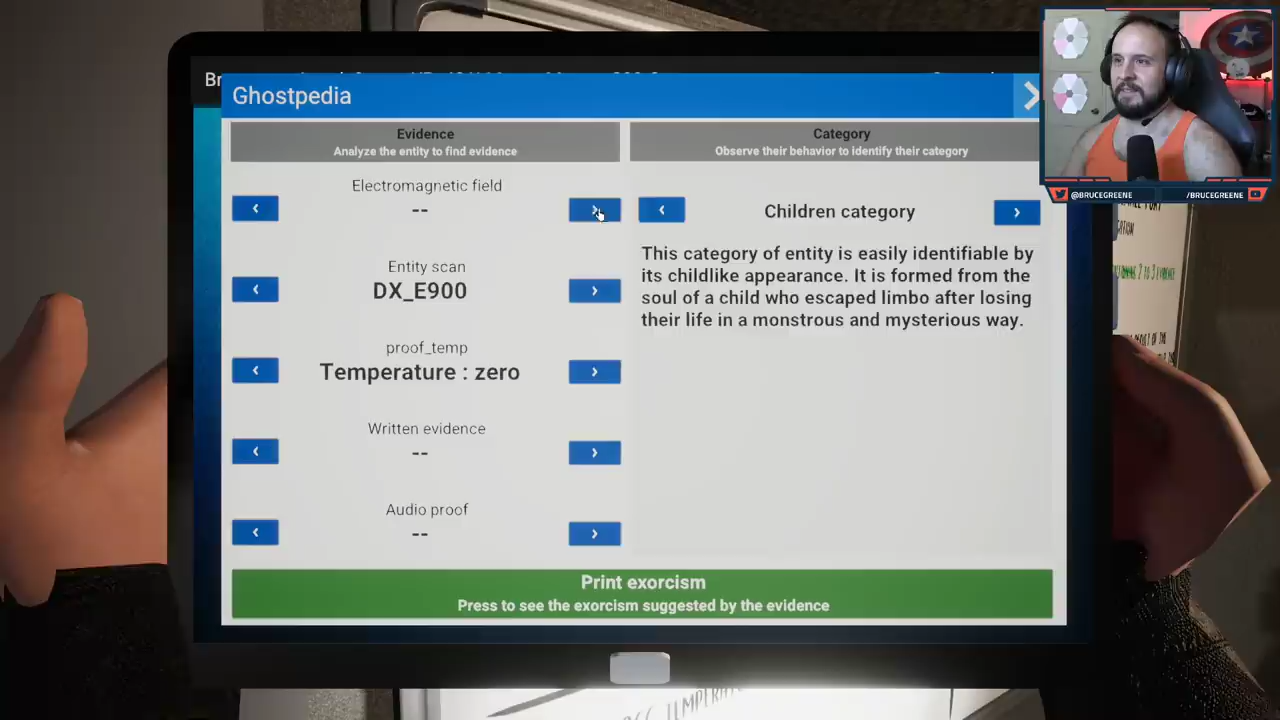 Br
Ghostpedia
Evidence
Analyze the entity to find evidence
Category
Observe their behavior to identify their category
Electromagnetic field
--
Children category
This category of entity is easily identifiable by
its childlike appearance. It is formed from the
soul of a child who escaped limbo after losing
their life in a monstrous and mysterious way.
Entity scan
DX_E900
proof_temp
Temperature : zero
Written evidence
--
Audio proof
--
Print exorcism
Press to see the exorcism suggested by the evidence
@BRUCEGREENE
/BRUCEGREENE